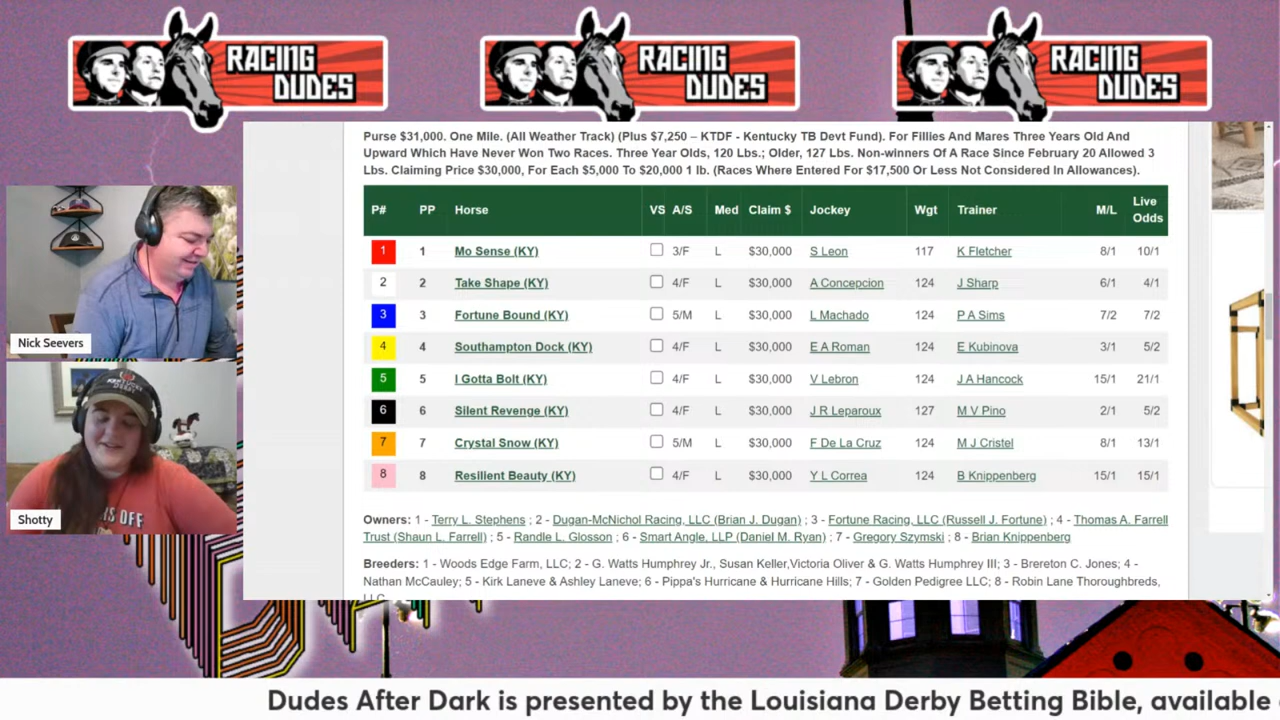 RACING DUDES
RACING DUDES
RACING DUDES
Purse $31,000. One Mile. (All Weather Track) (Plus $7,250 – KTDF - Kentucky TB Devt Fund). For Fillies And Mares Three Years Old And
Upward Which Have Never Won Two Races. Three Year Olds, 120 Lbs.; Older, 127 Lbs. Non-winners Of A Race Since February 20 Allowed 3
Lbs. Claiming Price $30,000, For Each $5,000 To $20,000 1 lb. (Races Where Entered For $17,500 Or Less Not Considered In Allowances).
P# PP Horse VS A/S Med Claim $ Jockey Wgt Trainer M/L Live Odds
1 1 Mo Sense (KY) 3/F L $30,000 S Leon 117 K Fletcher 8/1 10/1
2 2 Take Shape (KY) 4/F L $30,000 A Concepcion 124 J Sharp 6/1 4/1
3 3 Fortune Bound (KY) 5/M L $30,000 L Machado 124 P A Sims 7/2 7/2
4 4 Southampton Dock (KY) 4/F L $30,000 E A Roman 124 E Kubinova 3/1 5/2
5 5 I Gotta Bolt (KY) 4/F L $30,000 V Lebron 124 J A Hancock 15/1 21/1
6 6 Silent Revenge (KY) 4/F L $30,000 J R Leparoux 127 M V Pino 2/1 5/2
7 7 Crystal Snow (KY) 5/M L $30,000 F De La Cruz 124 M J Cristel 8/1 13/1
8 8 Resilient Beauty (KY) 4/F L $30,000 Y L Correa 124 B Knippenberg 15/1 15/1
Owners: 1 - Terry L. Stephens ; 2 - Dugan-McNichol Racing, LLC (Brian J. Dugan) ; 3 - Fortune Racing, LLC (Russell J. Fortune) ; 4 - Thomas A. Farrell
Trust (Shaun L. Farrell) ; 5 - Randle L. Glosson ; 6 - Smart Angle, LLP (Daniel M. Ryan) ; 7 - Gregory Szymski ; 8 - Brian Knippenberg
Breeders: 1 - Woods Edge Farm, LLC; 2 - G. Watts Humphrey Jr., Susan Keller,Victoria Oliver & G. Watts Humphrey III; 3 - Brereton C. Jones; 4 -
Nathan McCauley; 5 - Kirk Laneve & Ashley Laneve; 6 - Pippa's Hurricane & Hurricane Hills; 7 - Golden Pedigree LLC; 8 - Robin Lane Thoroughbreds,
LLC
Nick Seevers
Shotty
Dudes After Dark is presented by the Louisiana Derby Betting Bible, available